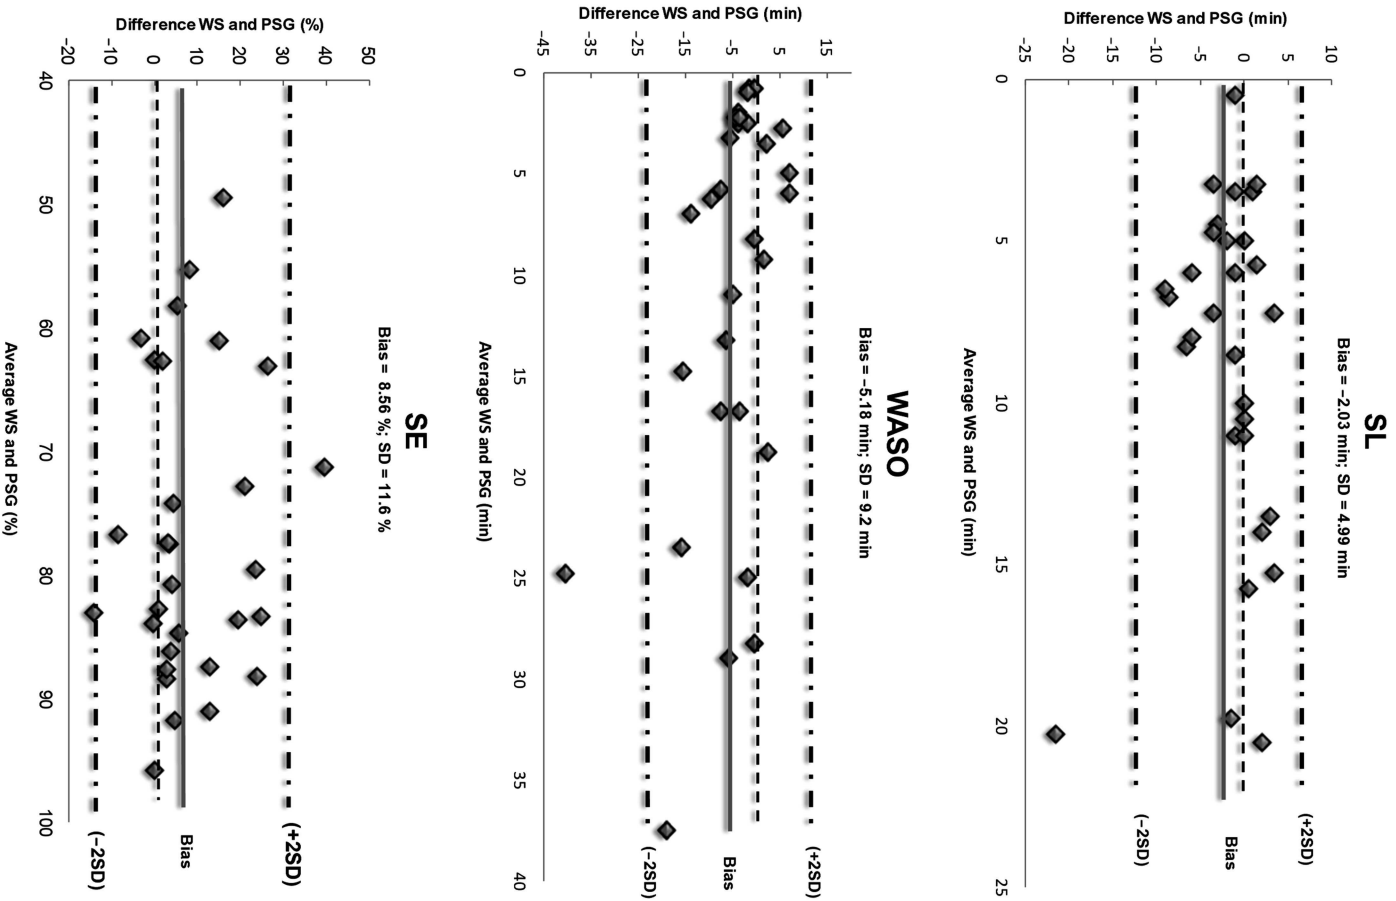 SL
Bias = −2.03 min; SD = 4.99 min
Difference WS and PSG (min)
10
5
0
−5
−10
−15
−20
−25
0
5
10
15
20
25
(+2SD)
Bias
(−2SD)
Average WS and PSG (min)
WASO
Bias = −5.18 min; SD = 9.2 min
Difference WS and PSG (min)
15
5
−5
−15
−25
−35
−45
0
5
10
15
20
25
30
35
40
(+2SD)
Bias
(−2SD)
Average WS and PSG (min)
SE
Bias = 8.56 %; SD = 11.6 %
Difference WS and PSG (%)
50
40
30
20
10
0
−10
−20
40
50
60
70
80
90
100
(+2SD)
Bias
(−2SD)
Average WS and PSG (%)